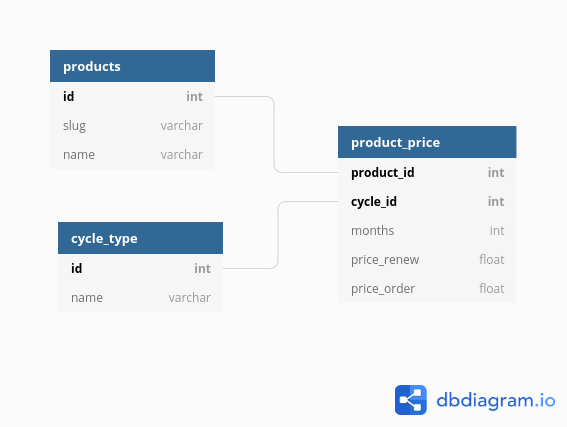 products
id int
slug varchar
name varchar
product_price
product_id int
cycle_id int
months int
price_renew float
price_order float
cycle_type
id int
name varchar
dbdiagram.io